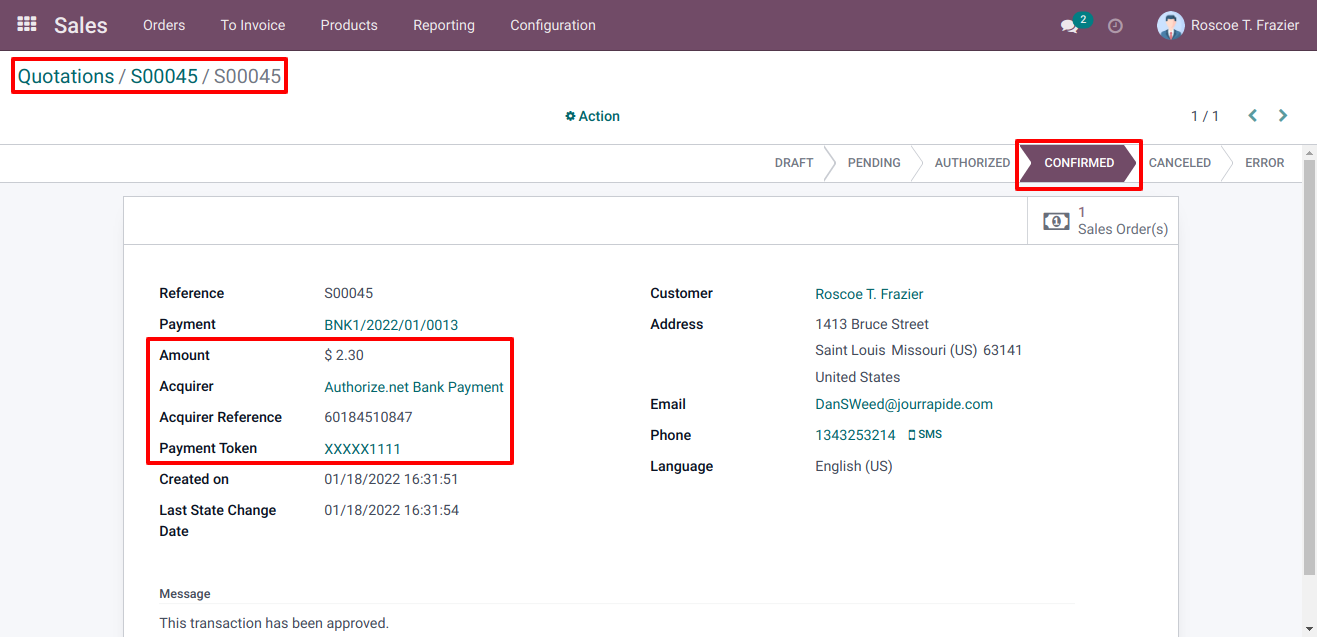 Sales Orders To Invoice Products Reporting Configuration 2 Roscoe T. Frazier
Quotations / S00045 / S00045
Action 1 / 1
DRAFT PENDING AUTHORIZED CONFIRMED CANCELED ERROR
1
Sales Order(s)
Reference S00045 Customer Roscoe T. Frazier
Payment BNK1/2022/01/0013 Address 1413 Bruce Street
Saint Louis Missouri (US) 63141
Amount $ 2.30
United States
Acquirer Authorize.net Bank Payment
Email DanSWeed@jourrapide.com
Acquirer Reference 60184510847
Phone 1343253214 SMS
Payment Token XXXXX1111
Language English (US)
Created on 01/18/2022 16:31:51
Last State Change 01/18/2022 16:31:54
Date
Message
This transaction has been approved.